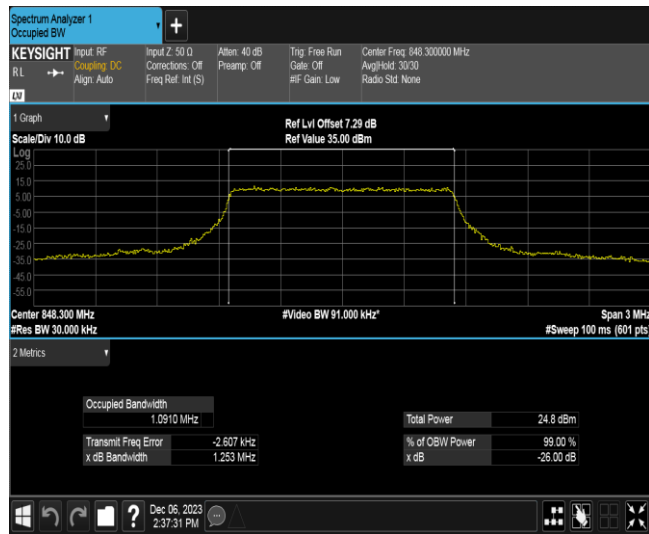 Spectrum Analyzer 1
Occupied BW
+
KEYSIGHT Input: RF Input Z: 50 Ω Atten: 40 dB Trig: Free Run Center Freq: 848.300000 MHz
RL Coupling: DC Corrections: Off Preamp: Off Gate: Off Avg|Hold: 30/30
Align: Auto Freq Ref: Int (S) #IF Gain: Low Radio Std: None
LXI
1 Graph
Ref Lvl Offset 7.29 dB
Scale/Div 10.0 dB Ref Value 35.00 dBm
Log
25.0
15.0
5.00
-5.00
-15.0
-25.0
-35.0
-45.0
-55.0
Center 848.300 MHz #Video BW 91.000 kHz* Span 3 MHz
#Res BW 30.000 kHz #Sweep 100 ms (601 pts)
2 Metrics
Occupied Bandwidth
1.0910 MHz Total Power 24.8 dBm
Transmit Freq Error -2.607 kHz % of OBW Power 99.00 %
x dB Bandwidth 1.253 MHz x dB -26.00 dB
? Dec 06, 2023
2:37:31 PM